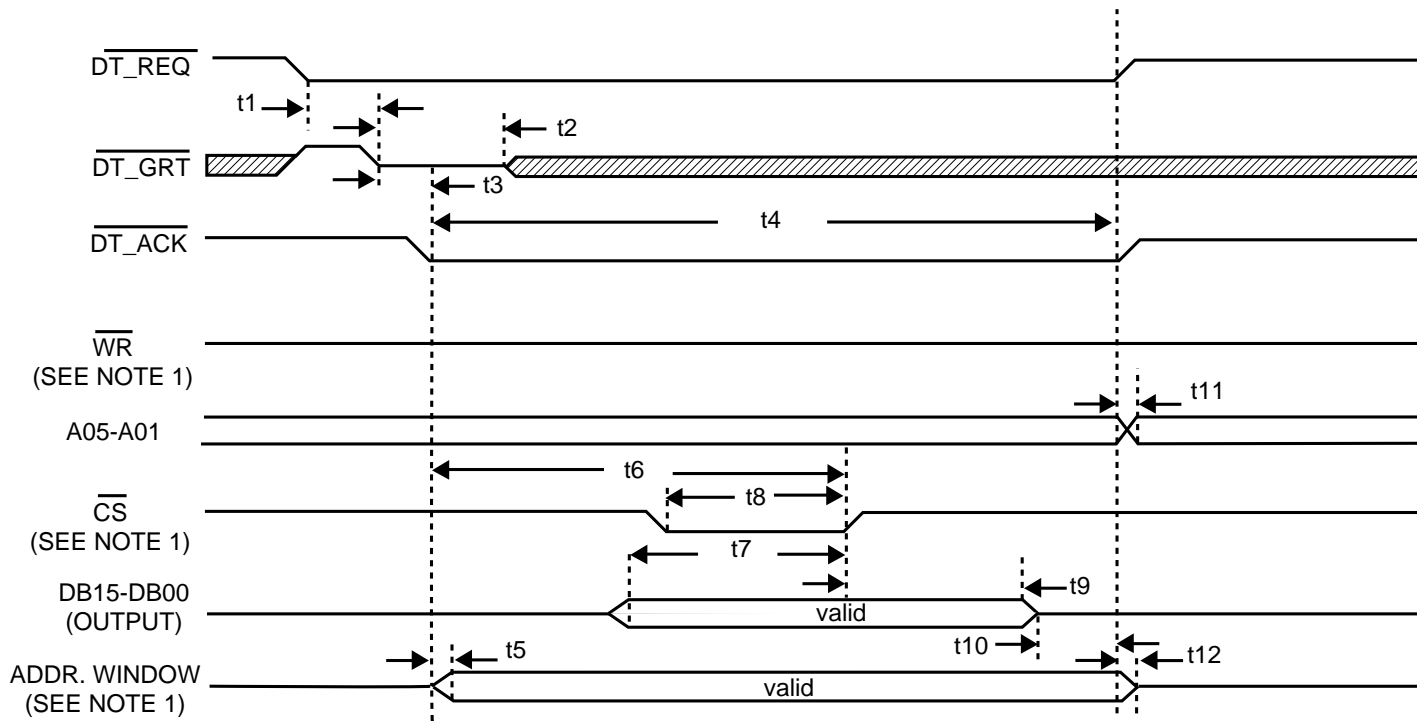 DT_REQ
t1
t2
DT_GRT
t3
t4
DT_ACK
WR
(SEE NOTE 1)
t11
A05-A01
t6
t8
CS
(SEE NOTE 1)
t7
DB15-DB00
(OUTPUT)
valid
t9
t10
t12
t5
ADDR. WINDOW
(SEE NOTE 1)
valid